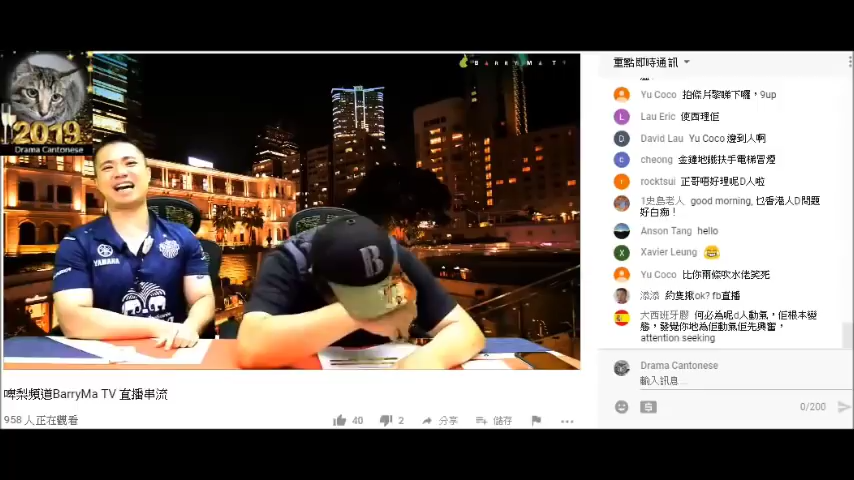 2019
Drama Cantonese
BARRYMA TV
YAMAHA
B
啤梨頻道BarryMa TV 直播串流
958 人正在觀看
40
2
分享
儲存
重點即時通訊
Yu Coco 拍條片黎睇下囉，9up
Lau Eric 使西理佢
David Lau Yu Coco 邊到人啊
cheong 金鐘地鐵扶手電梯冒煙
rocktsui 正哥唔好理呢D人啦
1史島老人 good morning, 乜香港人D問題
好白痴！
Anson Tang hello
Xavier Leung 😂
Yu Coco 比你兩條吹水佬笑死
添添 約隻揪ok? fb直播
大西班牙膠 何必為呢d人動氣，佢根本變
態，發覺你地為佢動氣佢先興奮，
attention seeking
Drama Cantonese
輸入訊息...
0/200